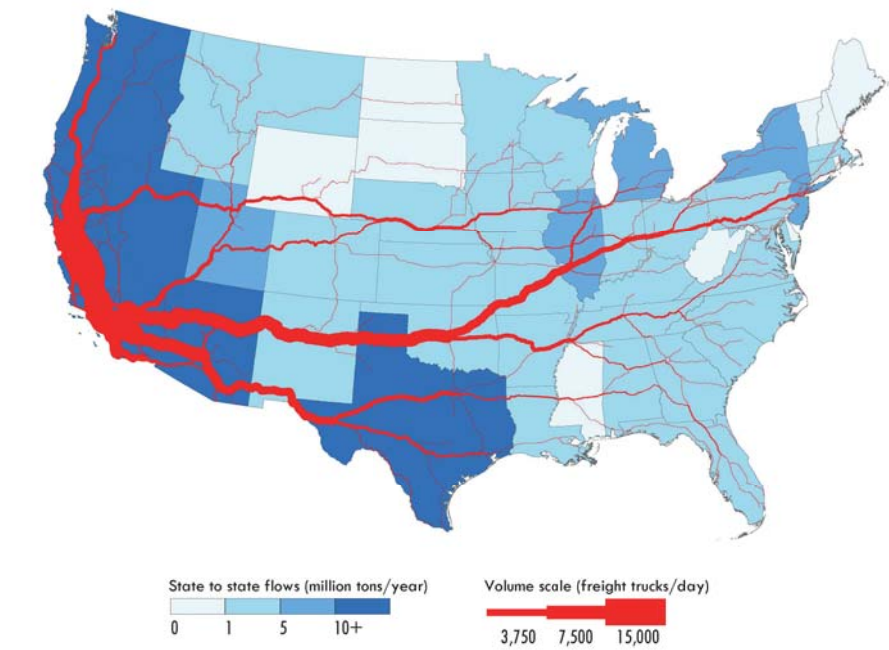 State to state flows (million tons/year)
0 1 5 10+
Volume scale (freight trucks/day)
3,750 7,500 15,000